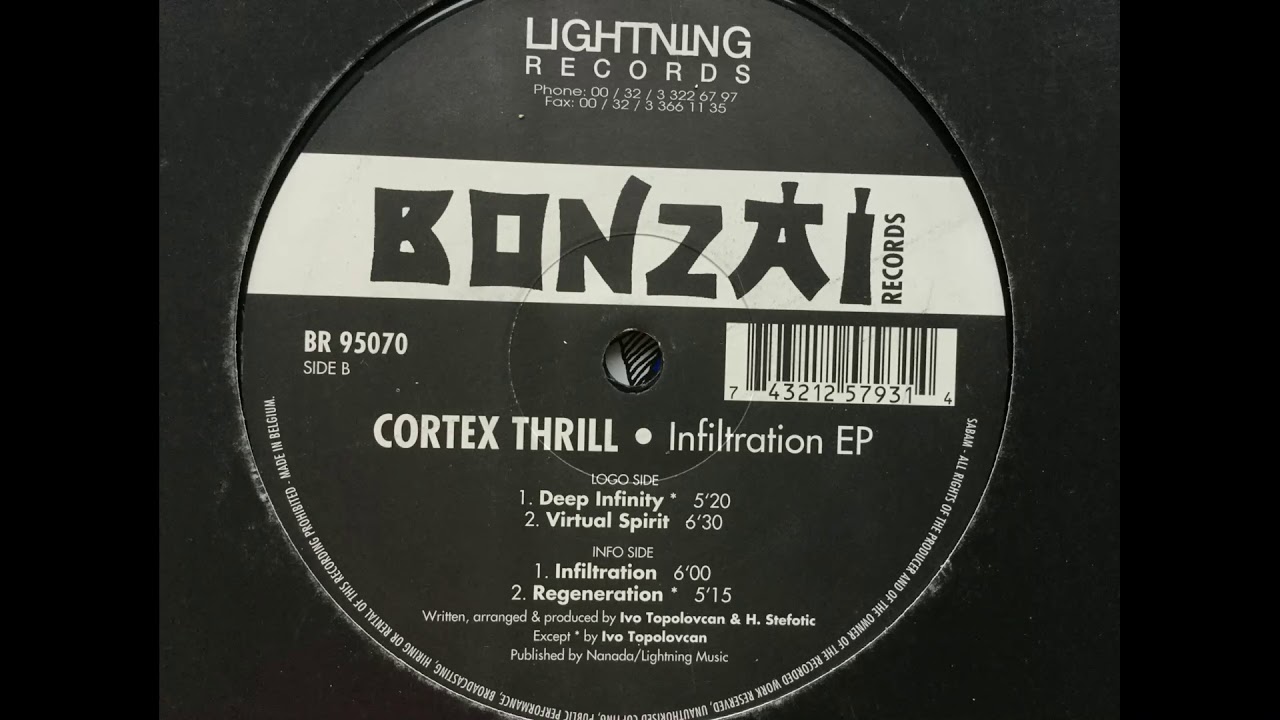 LIGHTNING
RECORDS
Phone: 00 / 32 / 3 322 67 97
Fax: 00 / 32 / 3 366 11 35
BONZAI
RECORDS
BR 95070
SIDE B
7 43212 57931 4
CORTEX THRILL • Infiltration EP
LOGO SIDE
1. Deep Infinity * 5'20
2. Virtual Spirit 6'30
INFO SIDE
1. Infiltration 6'00
2. Regeneration * 5'15
Written, arranged & produced by Ivo Topolovcan & H. Stefotic
Except * by Ivo Topolovcan
Published by Nanada/Lightning Music
SABAM - ALL RIGHTS OF THE PRODUCER AND OF THE OWNER OF THE RECORDED WORK RESERVED, UNAUTHORISED COPYING, PUBLIC PERFORMANCE, BROADCASTING, HIRING OR RENTAL OF THIS RECORDING PROHIBITED - MADE IN BELGIUM.